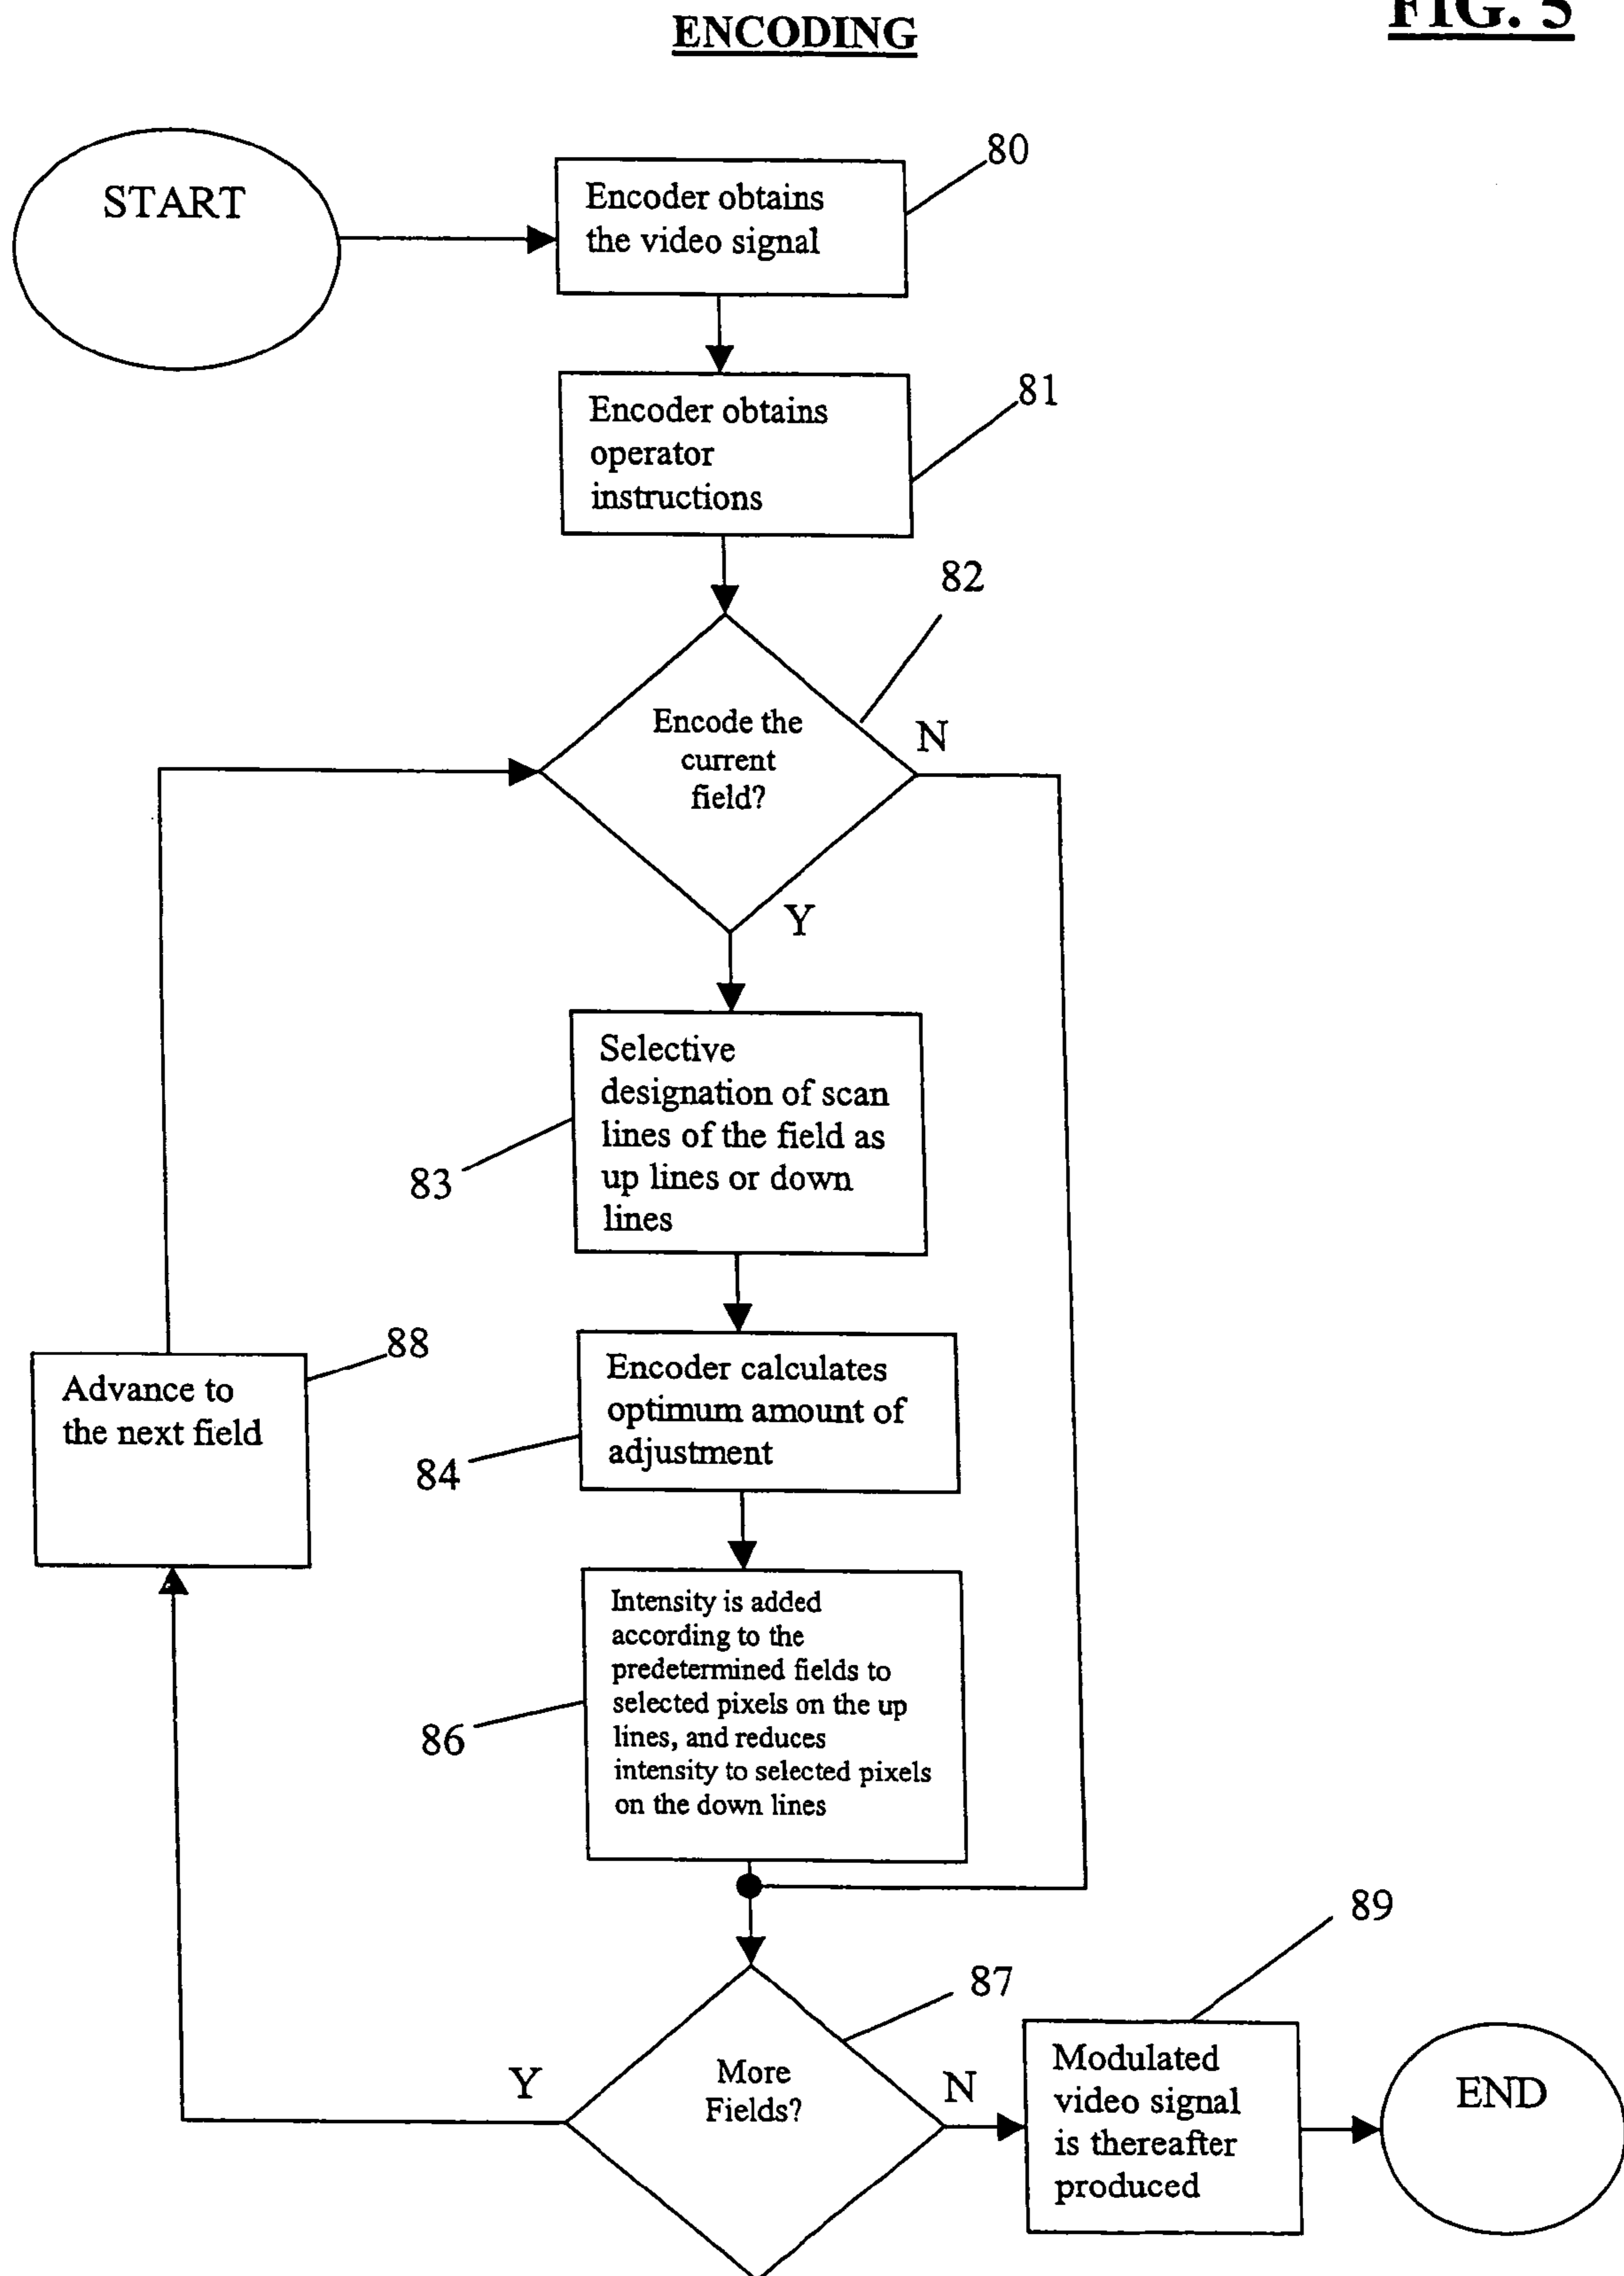 ENCODING
FIG. 5
START
80
Encoder obtains
the video signal
81
Encoder obtains
operator
instructions
82
Encode the
current
field?
N
Y
Selective
designation of scan
lines of the field as
up lines or down
lines
83
88
Advance to
the next field
Encoder calculates
optimum amount of
adjustment
84
Intensity is added
according to the
predetermined fields to
selected pixels on the up
lines, and reduces
intensity to selected pixels
on the down lines
86
89
87
More
Fields?
Y
N
Modulated
video signal
is thereafter
produced
END